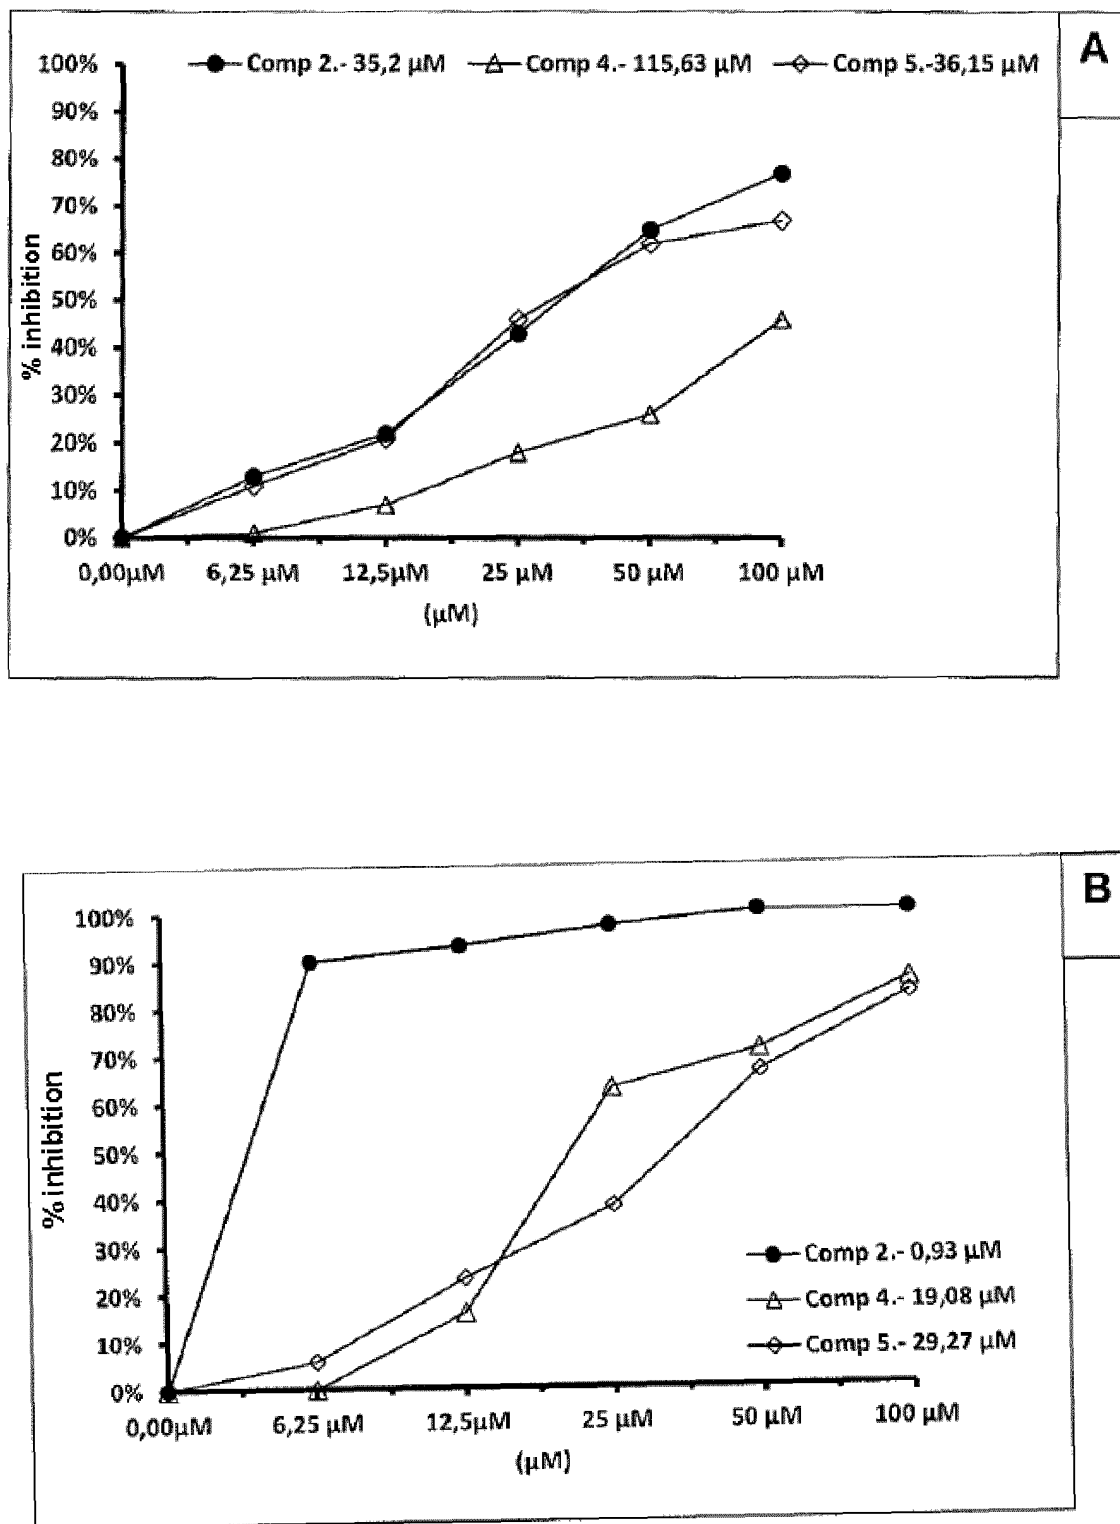 A
Comp 2.- 35,2 µM Comp 4.- 115,63 µM Comp 5.-36,15 µM
100%
90%
80%
70%
60%
50%
40%
30%
20%
10%
0%
% inhibition
0,00µM 6,25 µM 12,5µM 25 µM 50 µM 100 µM
(µM)
B
100%
90%
80%
70%
60%
50%
40%
30%
20%
10%
0%
% inhibition
Comp 2.- 0,93 µM
Comp 4.- 19,08 µM
Comp 5.- 29,27 µM
0,00µM 6,25 µM 12,5µM 25 µM 50 µM 100 µM
(µM)